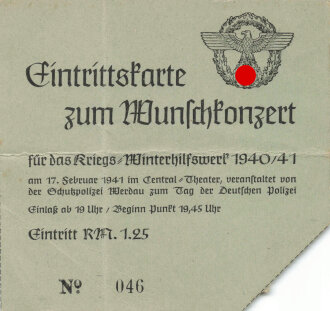 Eintrittskarte
zum Wunschkonzert
für das Kriegs-Winterhilfswerk 1940/41
am 17. Februar 1941 im Central-Theater, veranstaltet von
der Schutzpolizei Werdau zum Tag der Deutschen Polizei
Einlaß ab 19 Uhr / Beginn Punkt 19,45 Uhr
Eintritt RM. 1.25
No 046